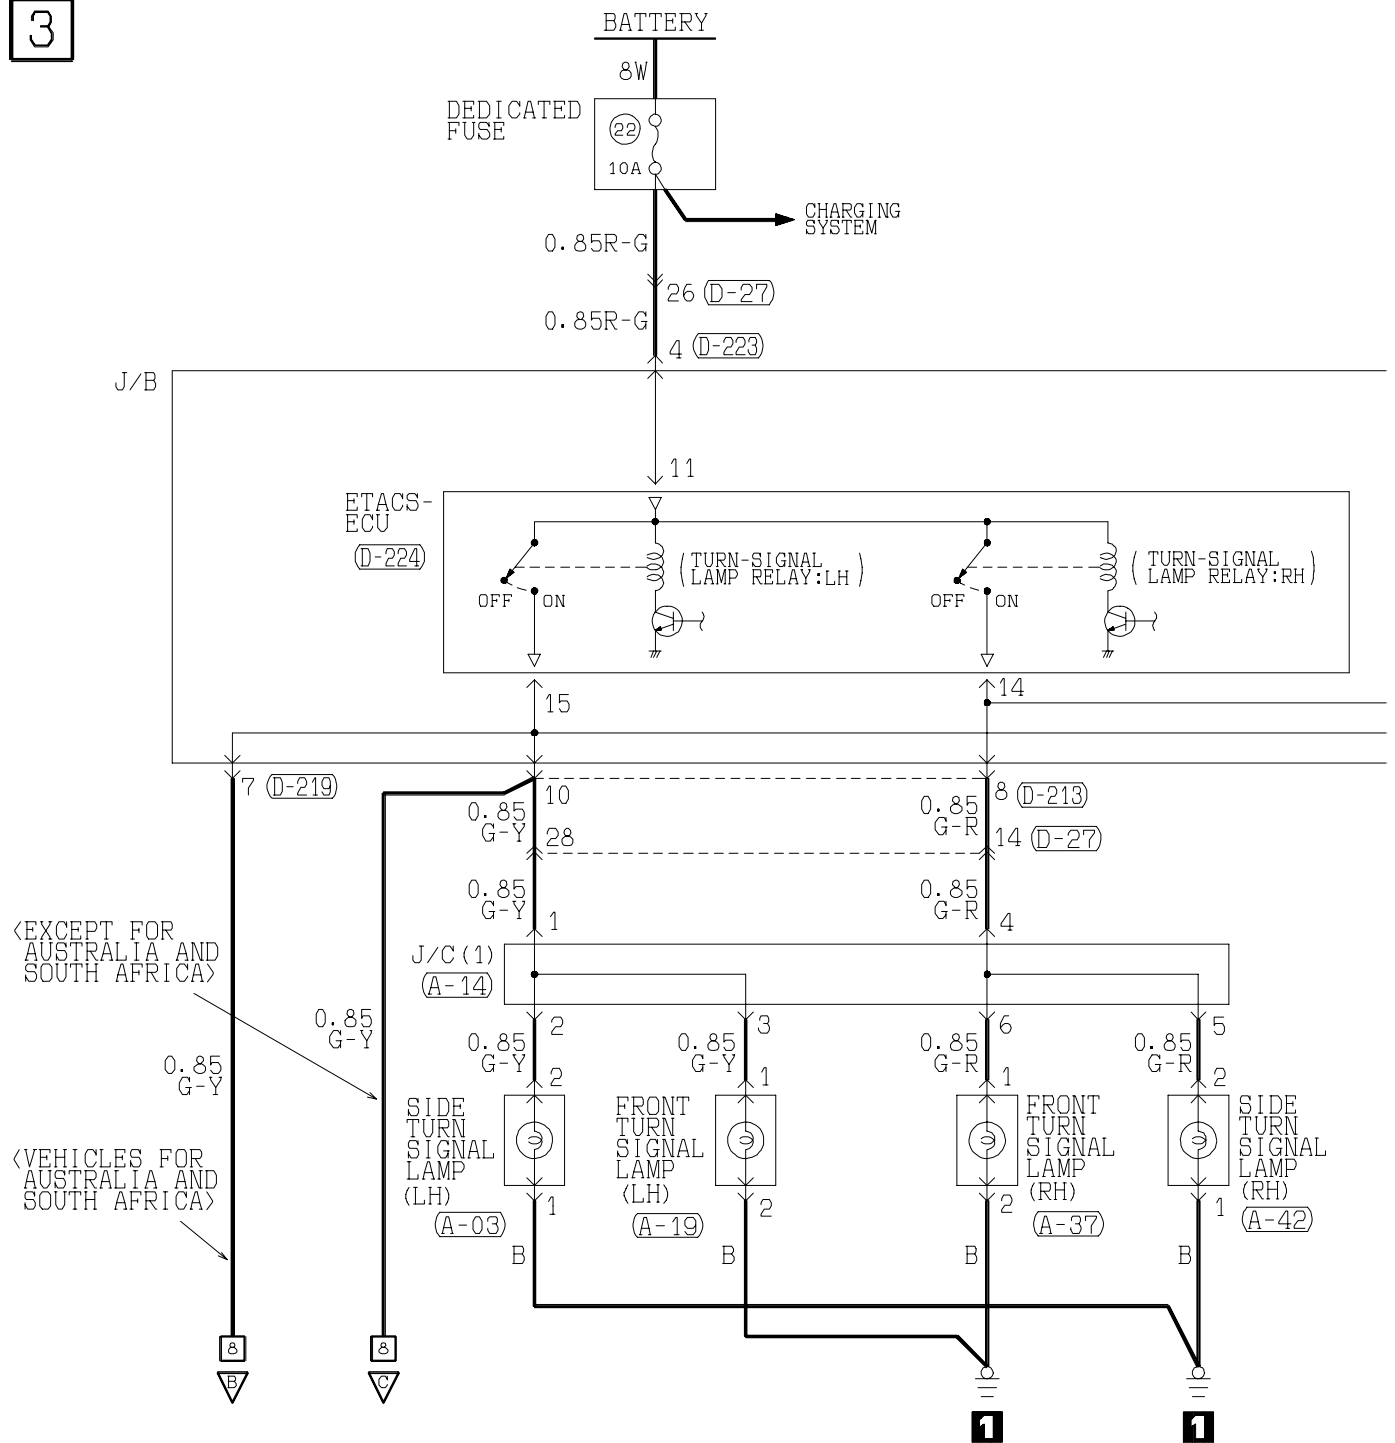 3
BATTERY
8W
DEDICATED
FUSE
22
10A
CHARGING
SYSTEM
0.85R-G
26 D-27
0.85R-G
4 D-223
J/B
11
ETACS-
ECU
D-224
(TURN-SIGNAL
LAMP RELAY:LH)
(TURN-SIGNAL
LAMP RELAY:RH)
OFF ON
OFF ON
15
14
7 D-219
10
8 D-213
0.85
G-Y
0.85
G-R
28
14 D-27
0.85
G-Y
0.85
G-R
1
4
<EXCEPT FOR
AUSTRALIA AND
SOUTH AFRICA>
J/C(1)
A-14
2
3
6
5
0.85
G-Y
0.85
G-Y
0.85
G-Y
0.85
G-Y
0.85
G-R
0.85
G-R
2
1
1
2
SIDE
TURN
SIGNAL
LAMP
(LH)
FRONT
TURN
SIGNAL
LAMP
(LH)
FRONT
TURN
SIGNAL
LAMP
(RH)
SIDE
TURN
SIGNAL
LAMP
(RH)
<VEHICLES FOR
AUSTRALIA AND
SOUTH AFRICA>
1
2
2
1
A-03
A-19
A-37
A-42
B
B
B
B
8
8
B
C
1
1